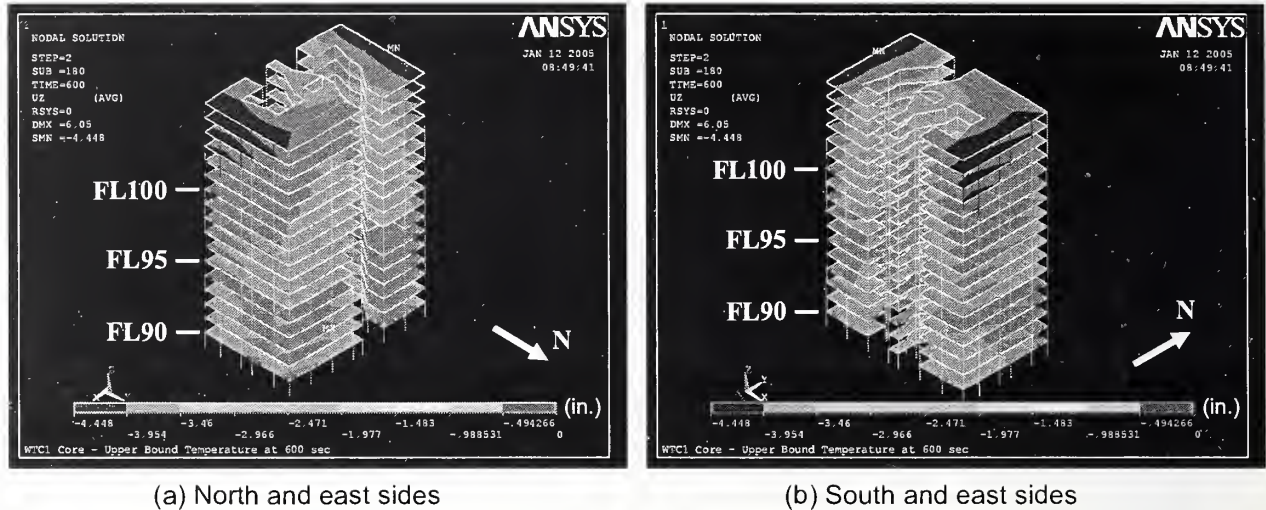 1
NODAL SOLUTION
STEP=2
SUB =180
TIME=600
UZ (AVG)
RSYS=0
DMX =6.05
SMN =-4.448
ANSYS
JAN 12 2005
08:49:41
MN
FL100
FL95
FL90
MX
N
Z
X
Y
(in.)
-4.448 -3.46 -2.471 -1.483 -.494266
-3.954 -2.966 -1.977 -.988531 0
WTC1 Core - Upper Bound Temperature at 600 sec
(a) North and east sides
1
NODAL SOLUTION
STEP=2
SUB =180
TIME=600
UZ (AVG)
RSYS=0
DMX =6.05
SMN =-4.448
ANSYS
JAN 12 2005
08:49:41
MN
FL100
FL95
FL90
N
Z
Y
X
(in.)
-4.448 -3.46 -2.471 -1.483 -.494266
-3.954 -2.966 -1.977 -.988531 0
WTC1 Core - Upper Bound Temperature at 600 sec
(b) South and east sides